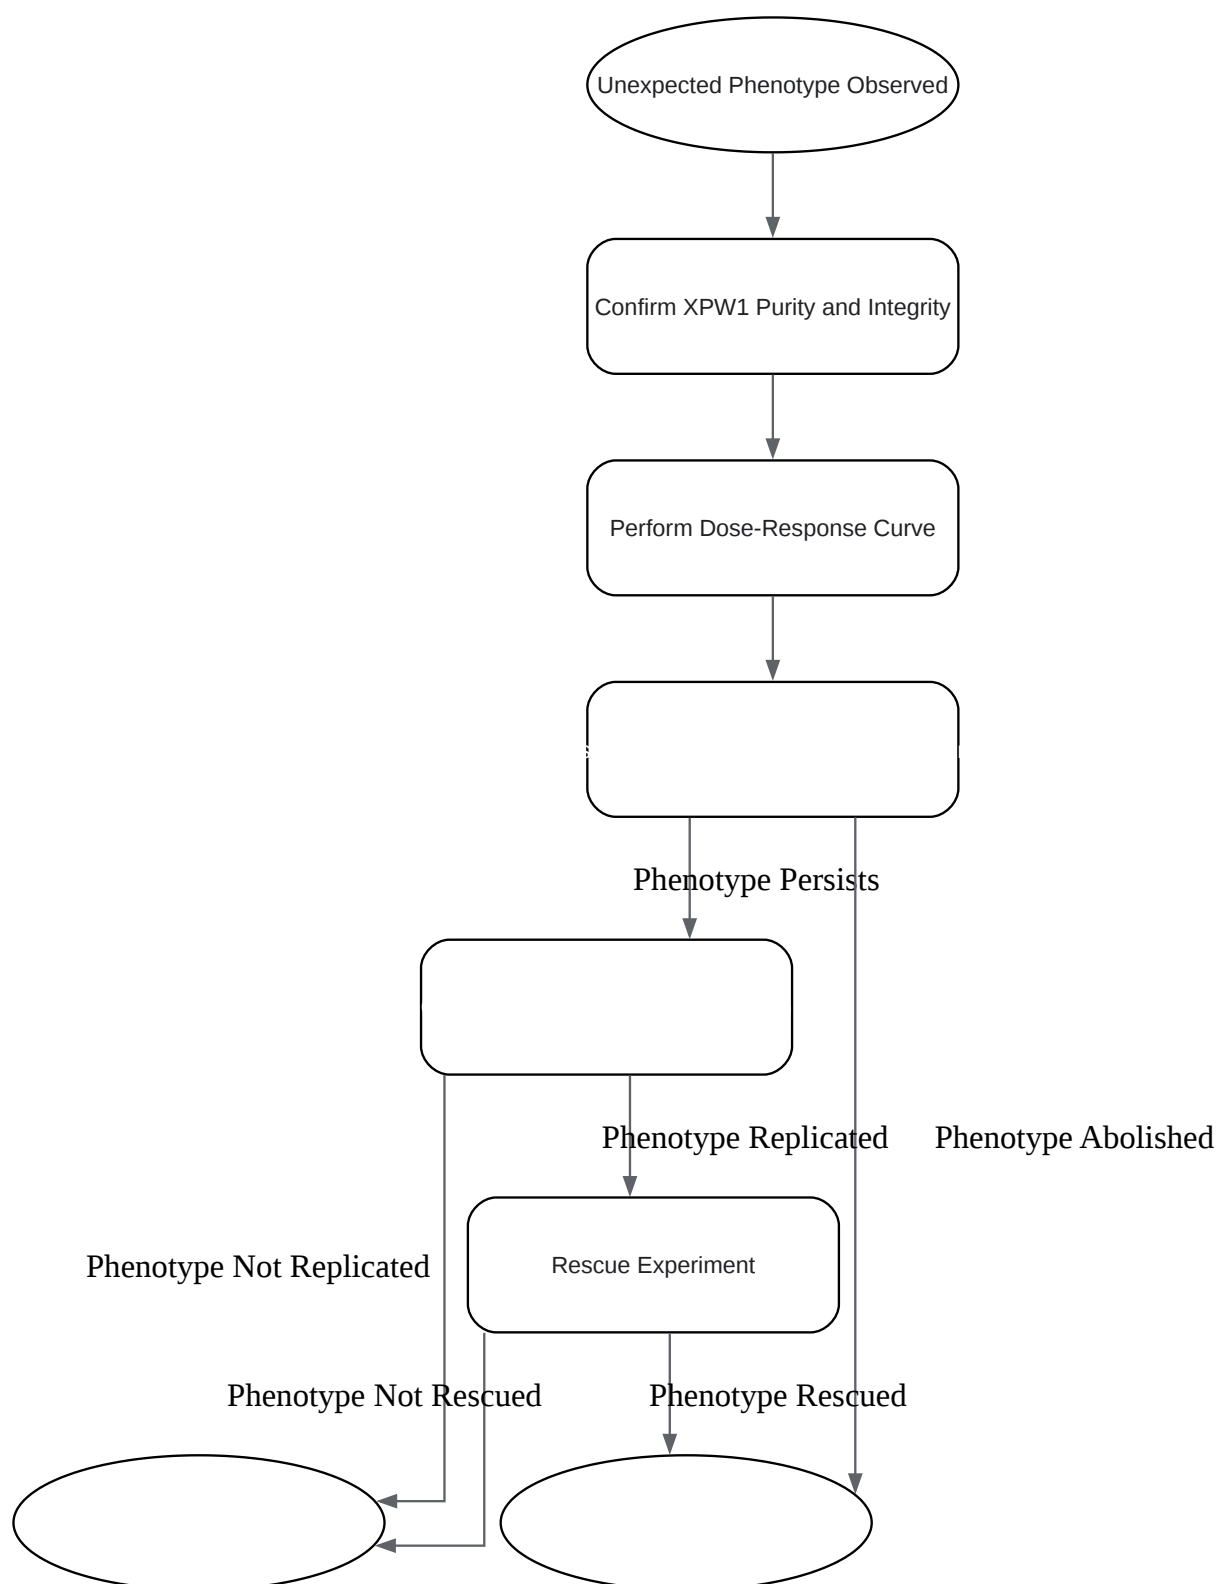 Unexpected Phenotype Observed
Confirm XPW1 Purity and Integrity
Perform Dose-Response Curve
Phenotype Persists
Phenotype Replicated
Phenotype Abolished
Phenotype Not Replicated
Rescue Experiment
Phenotype Not Rescued
Phenotype Rescued